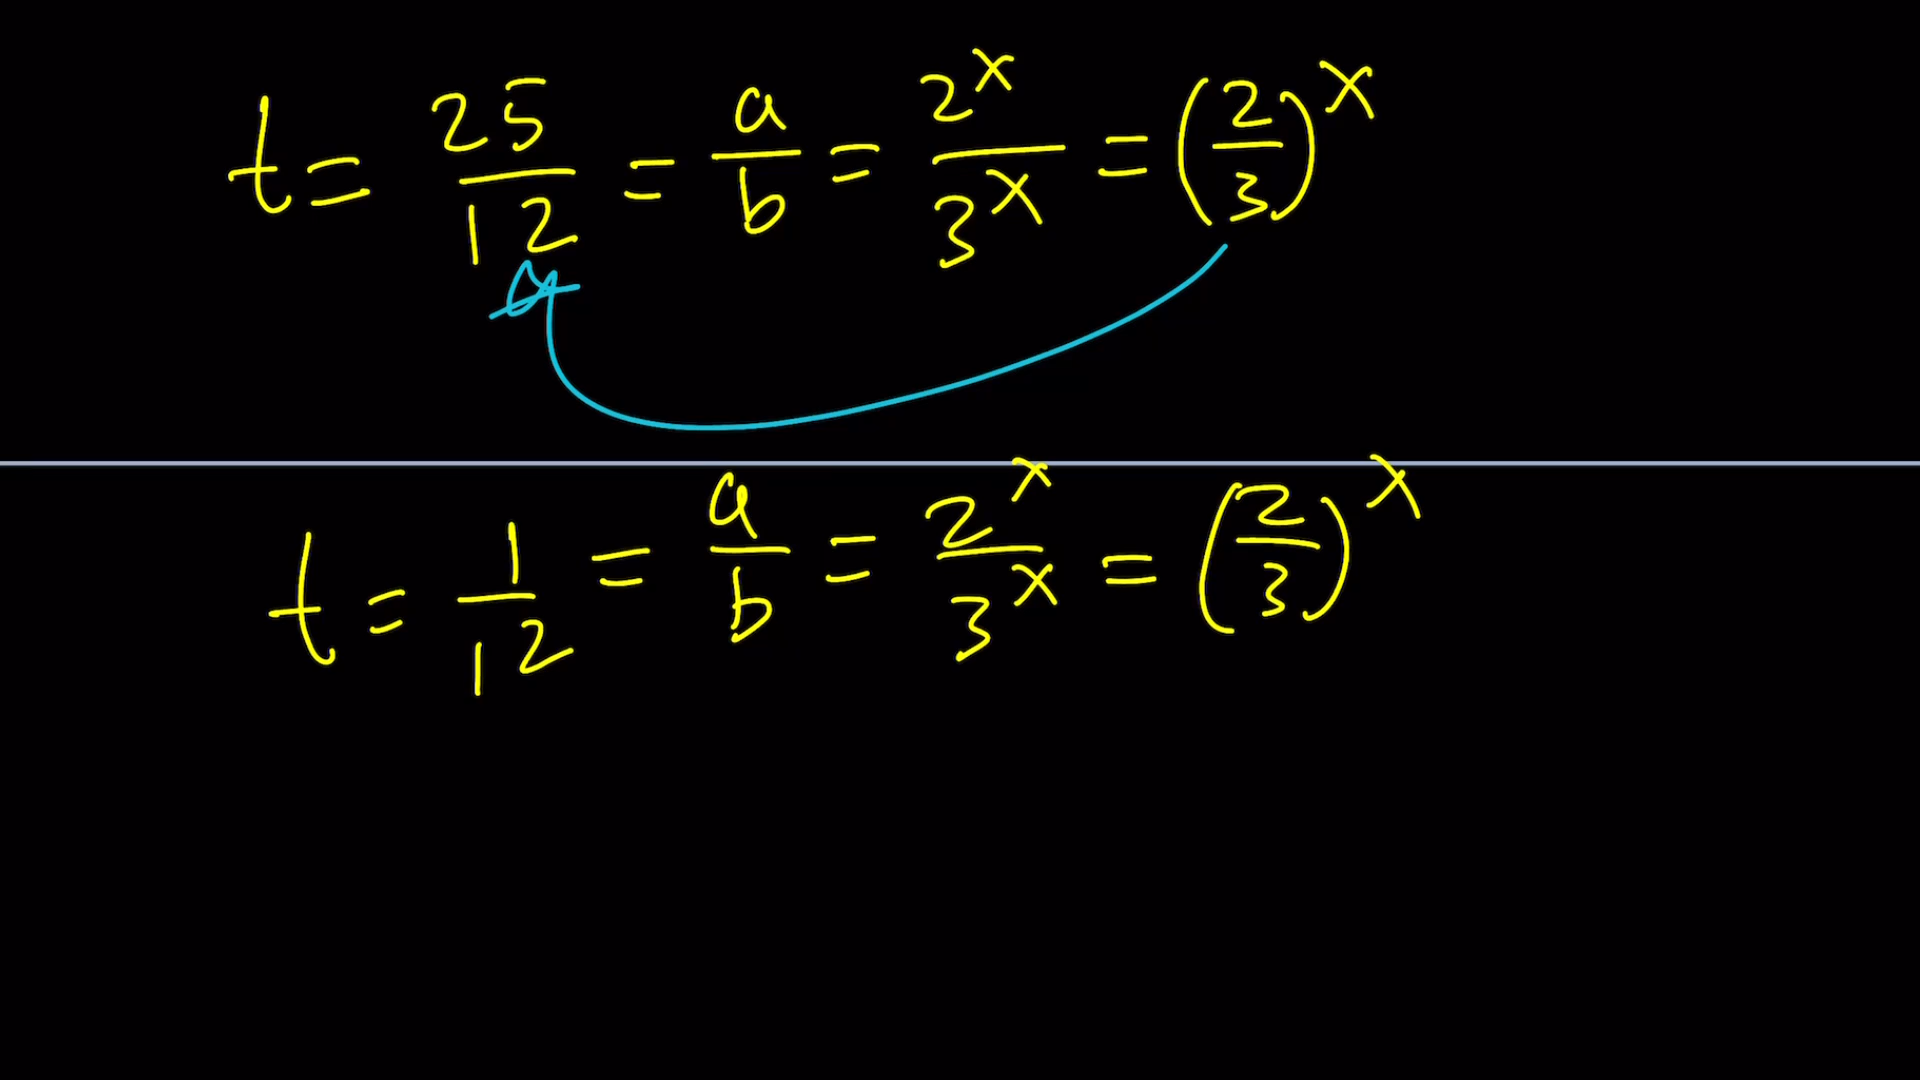 t = 25/12 = a/b = 2^x/3^x = (2/3)^x
t = 1/12 = a/b = 2^x/3^x = (2/3)^x